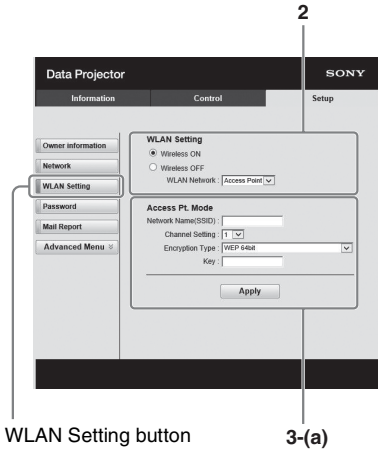 2
Data Projector SONY
Information Control Setup
Owner information
Network
WLAN Setting
Password
Mail Report
Advanced Menu
WLAN Setting
Wireless ON
Wireless OFF
WLAN Network : Access Point
Access Pt. Mode
Network Name(SSID) :
Channel Setting : 1
Encryption Type : WEP 64bit
Key :
Apply
WLAN Setting button
3-(a)